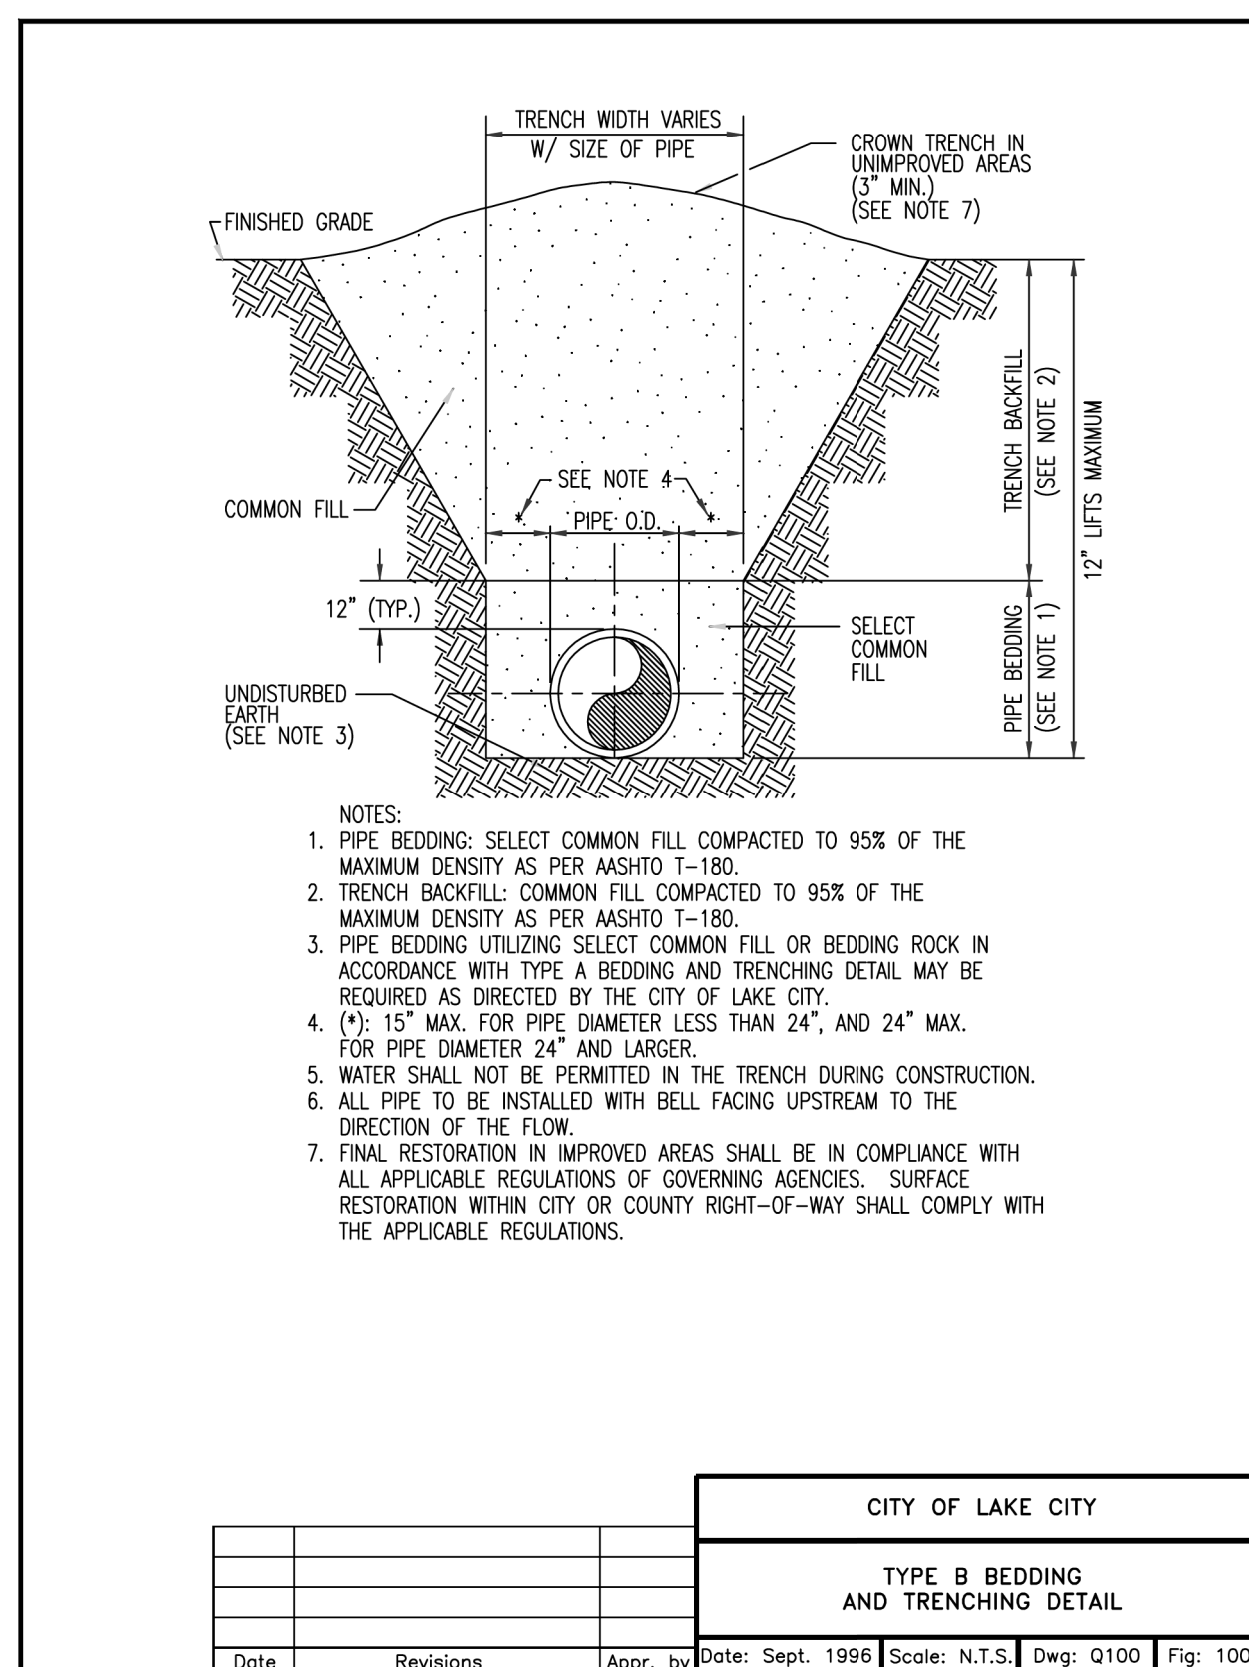 TRENCH WIDTH VARIES
W/ SIZE OF PIPE
CROWN TRENCH IN
UNIMPROVED AREAS
(3" MIN.)
(SEE NOTE 7)
FINISHED GRADE
TRENCH BACKFILL
(SEE NOTE 2)
12" LIFTS MAXIMUM
SEE NOTE 4
* *
PIPE O.D.
COMMON FILL
12" (TYP.)
SELECT
COMMON
FILL
PIPE BEDDING
(SEE NOTE 1)
UNDISTURBED
EARTH
(SEE NOTE 3)
NOTES:
1. PIPE BEDDING: SELECT COMMON FILL COMPACTED TO 95% OF THE
MAXIMUM DENSITY AS PER AASHTO T-180.
2. TRENCH BACKFILL: COMMON FILL COMPACTED TO 95% OF THE
MAXIMUM DENSITY AS PER AASHTO T-180.
3. PIPE BEDDING UTILIZING SELECT COMMON FILL OR BEDDING ROCK IN
ACCORDANCE WITH TYPE A BEDDING AND TRENCHING DETAIL MAY BE
REQUIRED AS DIRECTED BY THE CITY OF LAKE CITY.
4. (*): 15" MAX. FOR PIPE DIAMETER LESS THAN 24", AND 24" MAX.
FOR PIPE DIAMETER 24" AND LARGER.
5. WATER SHALL NOT BE PERMITTED IN THE TRENCH DURING CONSTRUCTION.
6. ALL PIPE TO BE INSTALLED WITH BELL FACING UPSTREAM TO THE
DIRECTION OF THE FLOW.
7. FINAL RESTORATION IN IMPROVED AREAS SHALL BE IN COMPLIANCE WITH
ALL APPLICABLE REGULATIONS OF GOVERNING AGENCIES. SURFACE
RESTORATION WITHIN CITY OR COUNTY RIGHT-OF-WAY SHALL COMPLY WITH
THE APPLICABLE REGULATIONS.
CITY OF LAKE CITY
TYPE B BEDDING
AND TRENCHING DETAIL
Date Revisions Appr. by
Date: Sept. 1996 Scale: N.T.S. Dwg: Q100 Fig: 100